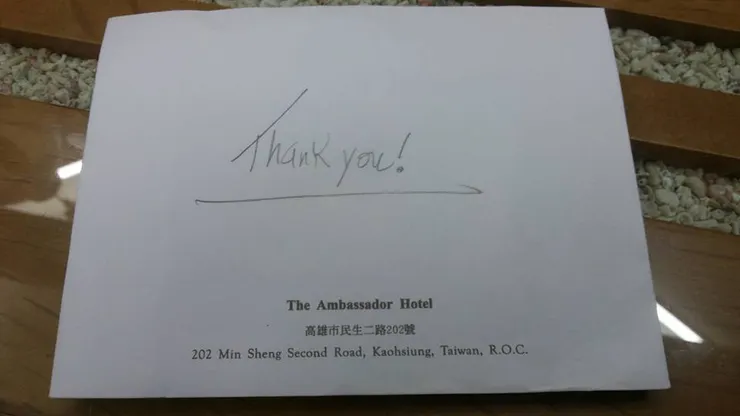 Thank you!
The Ambassador Hotel
高雄市民生二路202號
202 Min Sheng Second Road, Kaohsiung, Taiwan, R.O.C.